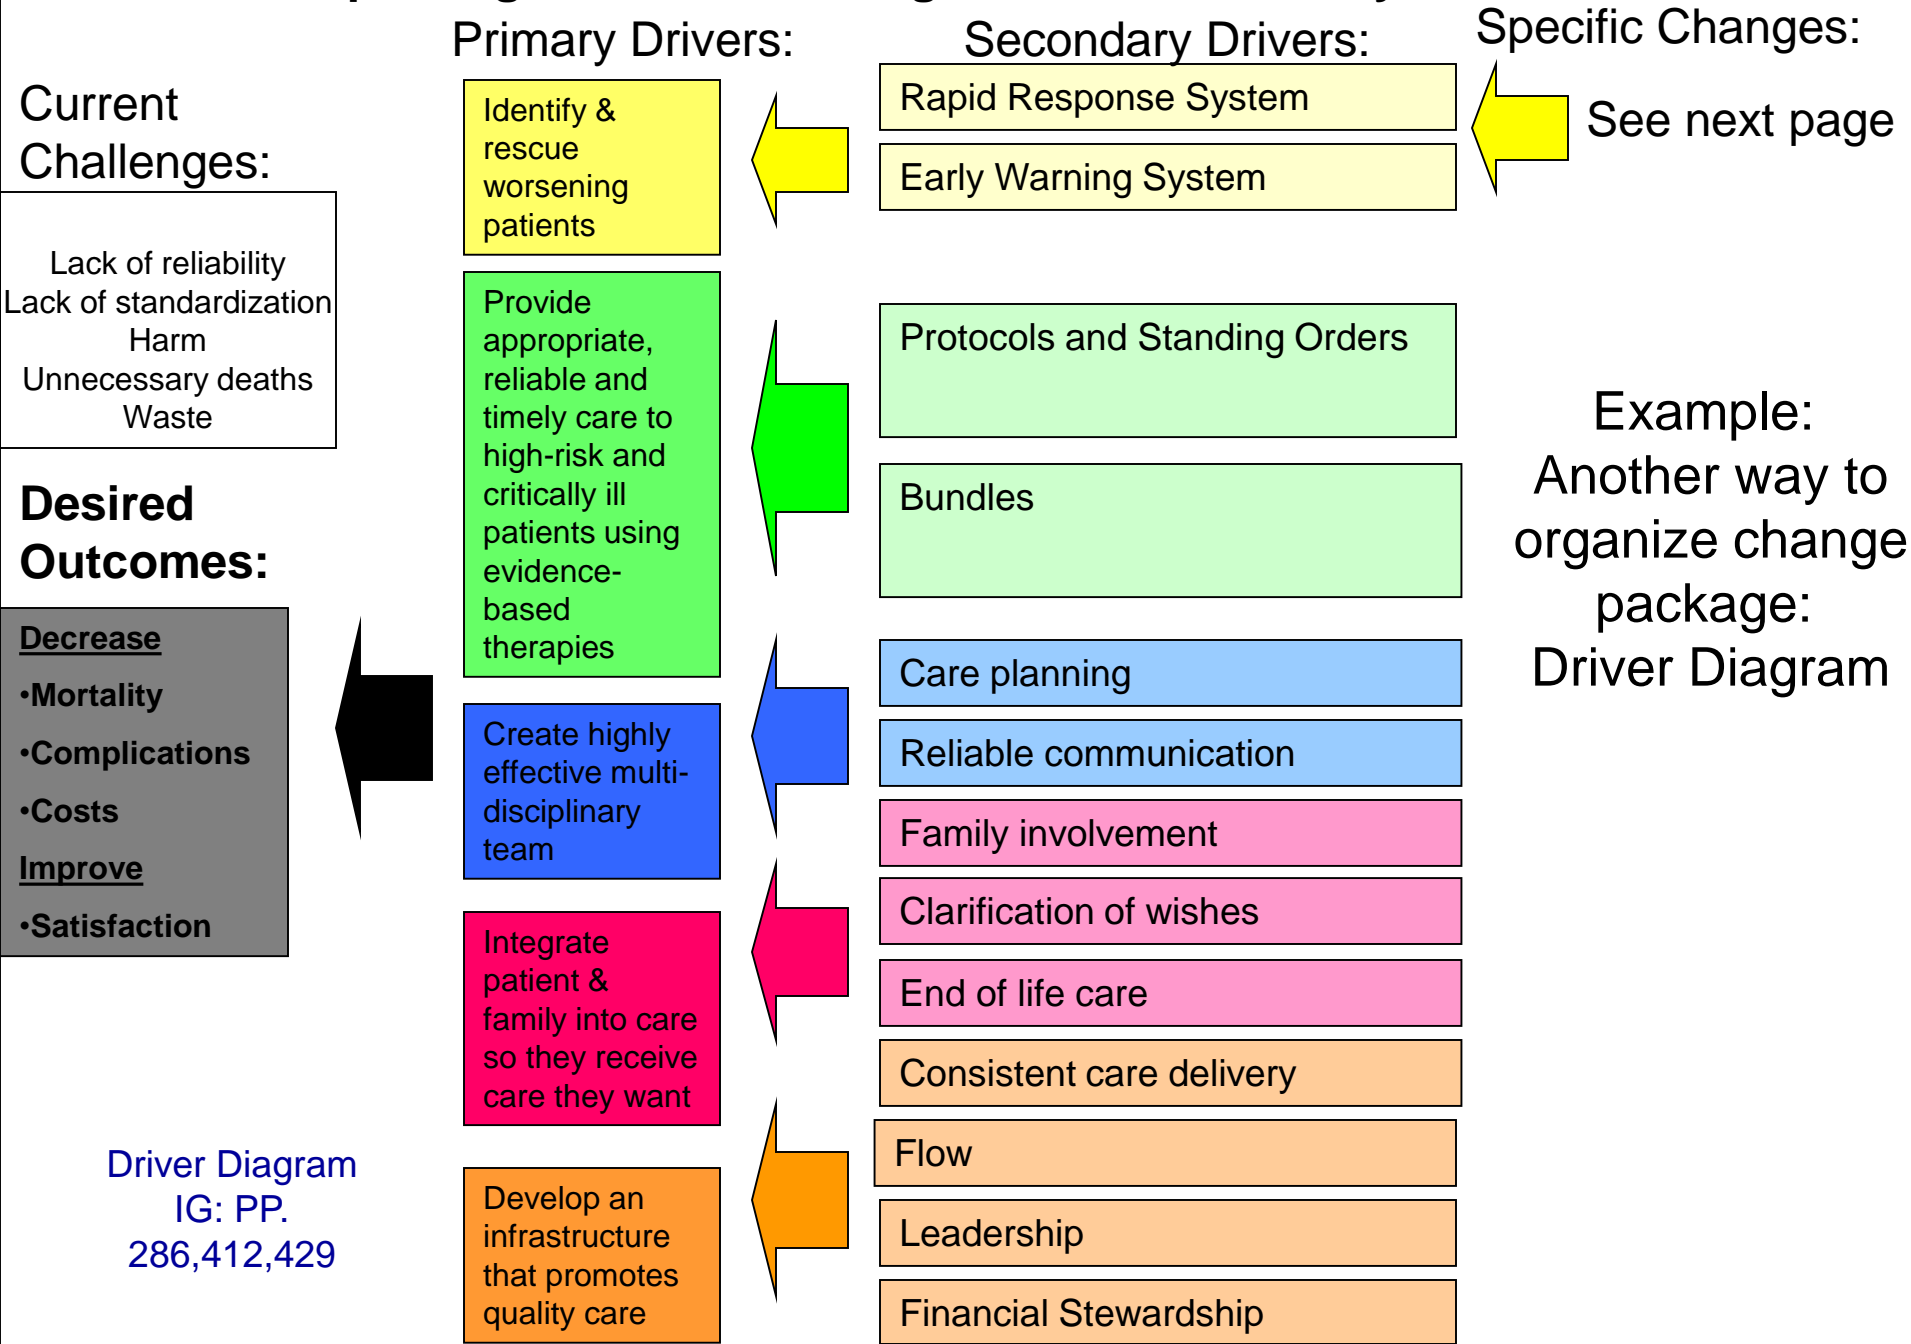 Primary Drivers:
Secondary Drivers:
Specific Changes:
Current
Challenges:
Lack of reliability
Lack of standardization
Harm
Unnecessary deaths
Waste
Desired
Outcomes:
Decrease
•Mortality
•Complications
•Costs
Improve
•Satisfaction
Driver Diagram
IG: PP.
286,412,429
Identify &
rescue
worsening
patients
Provide
appropriate,
reliable and
timely care to
high-risk and
critically ill
patients using
evidence-
based
therapies
Create highly
effective multi-
disciplinary
team
Integrate
patient &
family into care
so they receive
care they want
Develop an
infrastructure
that promotes
quality care
Rapid Response System
Early Warning System
Protocols and Standing Orders
Bundles
Care planning
Reliable communication
Family involvement
Clarification of wishes
End of life care
Consistent care delivery
Flow
Leadership
Financial Stewardship
See next page
Example:
Another way to
organize change
package:
Driver Diagram